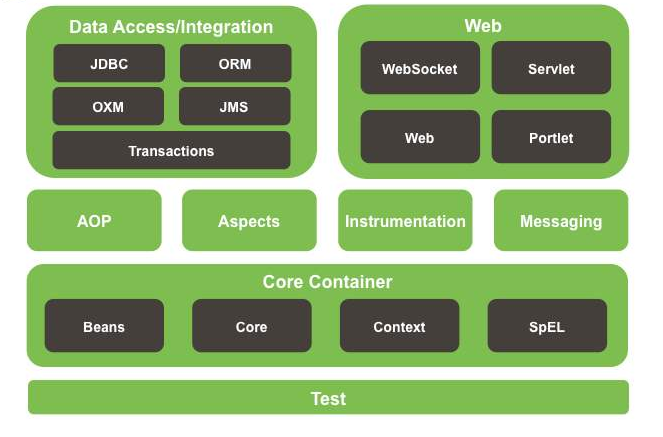 Data Access/Integration
JDBC
ORM
OXM
JMS
Transactions
Web
WebSocket
Servlet
Web
Portlet
AOP
Aspects
Instrumentation
Messaging
Core Container
Beans
Core
Context
SpEL
Test